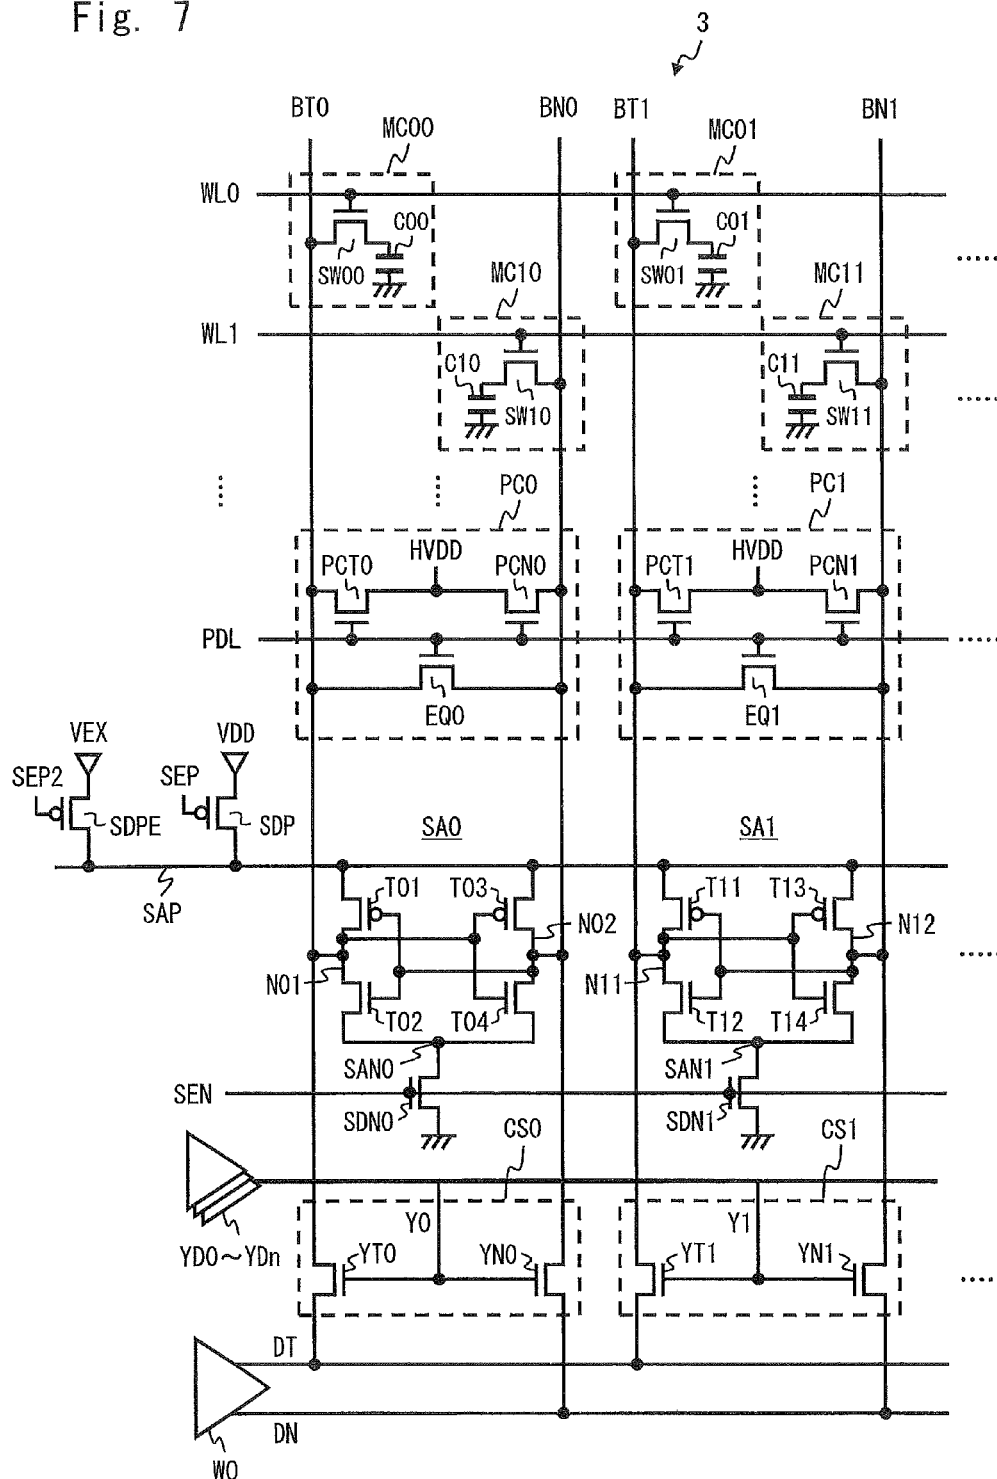 Fig. 7
3
BT0 BN0 BT1 BN1
MC00 MC01
WL0
C00 C01
SW00 SW01
MC10 MC11
WL1
C10 C11
SW10 SW11
PC0 PC1
HVDD HVDD
PCT0 PCN0 PCT1 PCN1
PDL
EQ0 EQ1
VEX VDD
SEP2 SEP
SDPE SDP SA0 SA1
SAP
T01 T03 T11 T13
N02 N12
N01 N11
T02 T04 T12 T14
SAN0 SAN1
SEN
SDN0 SDN1
CS0 CS1
Y0 Y1
YD0~YDn YT0 YN0 YT1 YN1
DT
DN
W0